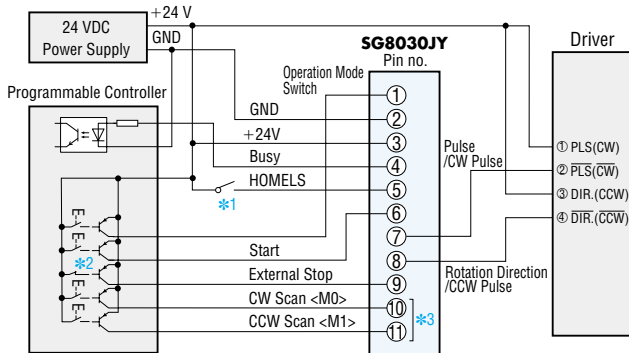 24 VDC
Power Supply
+24 V
GND
SG8030JY
Pin no.
Driver
Programmable Controller
Operation Mode
Switch
GND
+24V
Busy
HOMELS
*1
Start
*2
External Stop
CW Scan <M0>
CCW Scan <M1>
1
2
3
4
5
6
7
8
9
10
11
*3
Pulse
/CW Pulse
Rotation Direction
/CCW Pulse
① PLS(CW)
② PLS(CW)
③ DIR.(CCW)
④ DIR.(CCW)